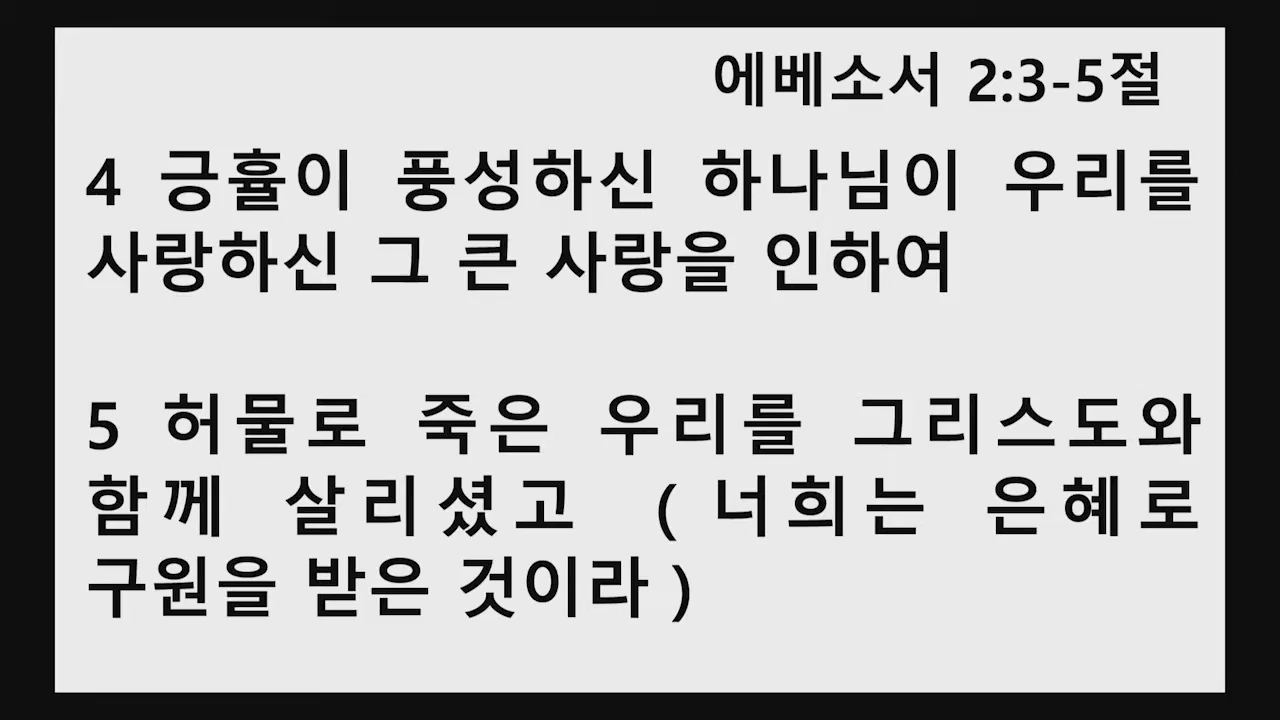 에베소서 2:3-5절
4 긍휼이 풍성하신 하나님이 우리를
사랑하신 그 큰 사랑을 인하여
5 허물로 죽은 우리를 그리스도와
함께 살리셨고 ( 너희는 은혜로
구원을 받은 것이라 )